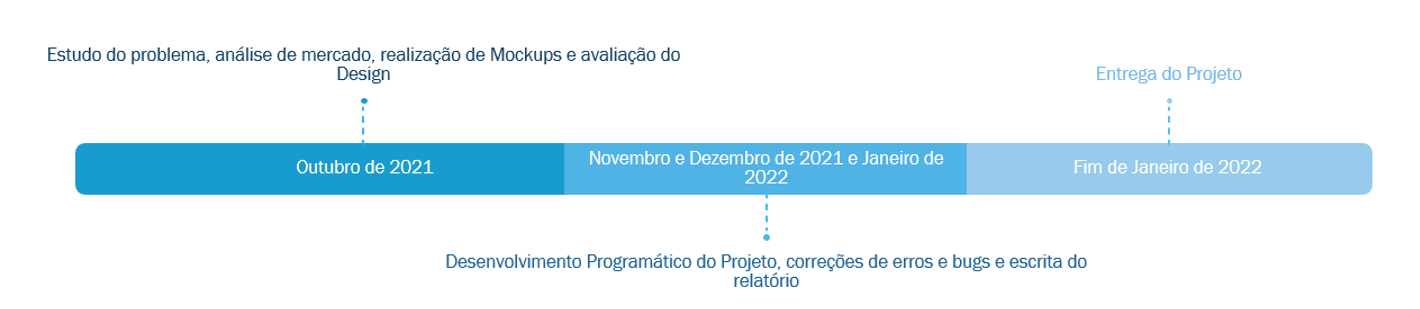 Estudo do problema, análise de mercado, realização de Mockups e avaliação do
Design
Entrega do Projeto
Outubro de 2021
Novembro e Dezembro de 2021 e Janeiro de
2022
Fim de Janeiro de 2022
Desenvolvimento Programático do Projeto, correções de erros e bugs e escrita do
relatório